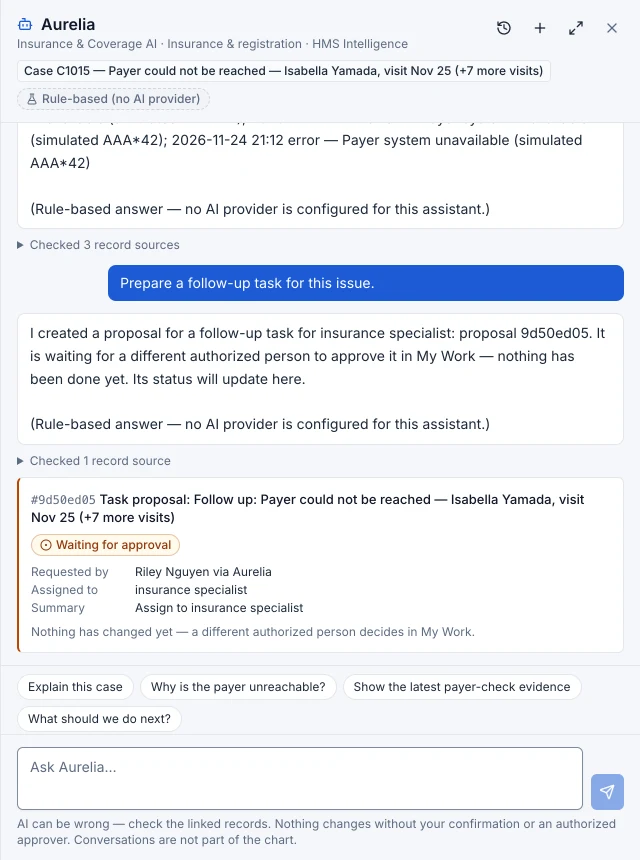 Aurelia
Insurance & Coverage AI · Insurance & registration · HMS Intelligence
Case C1015 — Payer could not be reached — Isabella Yamada, visit Nov 25 (+7 more visits)
Rule-based (no AI provider)
(simulated AAA*42); 2026-11-24 21:12 error — Payer system unavailable (simulated
AAA*42)
(Rule-based answer — no AI provider is configured for this assistant.)
Checked 3 record sources
Prepare a follow-up task for this issue.
I created a proposal for a follow-up task for insurance specialist: proposal 9d50ed05. It
is waiting for a different authorized person to approve it in My Work — nothing has
been done yet. Its status will update here.
(Rule-based answer — no AI provider is configured for this assistant.)
Checked 1 record source
#9d50ed05 Task proposal: Follow up: Payer could not be reached — Isabella Yamada, visit
Nov 25 (+7 more visits)
Waiting for approval
Requested by Riley Nguyen via Aurelia
Assigned to insurance specialist
Summary Assign to insurance specialist
Nothing has changed yet — a different authorized person decides in My Work.
Explain this case
Why is the payer unreachable?
Show the latest payer-check evidence
What should we do next?
Ask Aurelia...
AI can be wrong — check the linked records. Nothing changes without your confirmation or an authorized
approver. Conversations are not part of the chart.